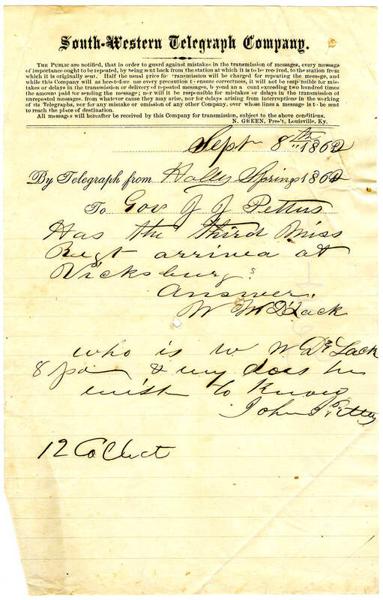 South-Western Telegraph Company.
THE PUBLIC are notified, that in order to guard against mistakes in the transmission of messages, every message
of importance ought to be repeated, by being sent back from the station at which it is to be received, to the station from
which it is originally sent. Half the usual price for transmission will be charged for repeating the message, and
while this Company will as heretofore use every precaution to ensure correctness, it will not be responsible for mis-
takes or delays in the transmission or delivery of repeated messages, beyond an amount exceeding two hundred times
the amount paid for sending the message; nor will it be responsible for mistakes or delays in the transmission of
unrepeated messages, from whatever cause they may arise, nor for delays arising from interruptions in the working
of its Telegraphs, nor for any mistake or omission of any other Company, over whose lines a message is to be sent
to reach the place of destination.
All messages will hereafter be received by this Company for transmission, subject to the above conditions.
N. GREEN, Pres't, Louisville, Ky.
Sept 8th 1862
By Telegraph from Holly Springs 1862
To Gov J J Pettus
Has the third Miss
Regt arrived at
Vicksburg?
Answer.
W
who is W
8 & why does he
wish to know
John J Pettus
12 Collect